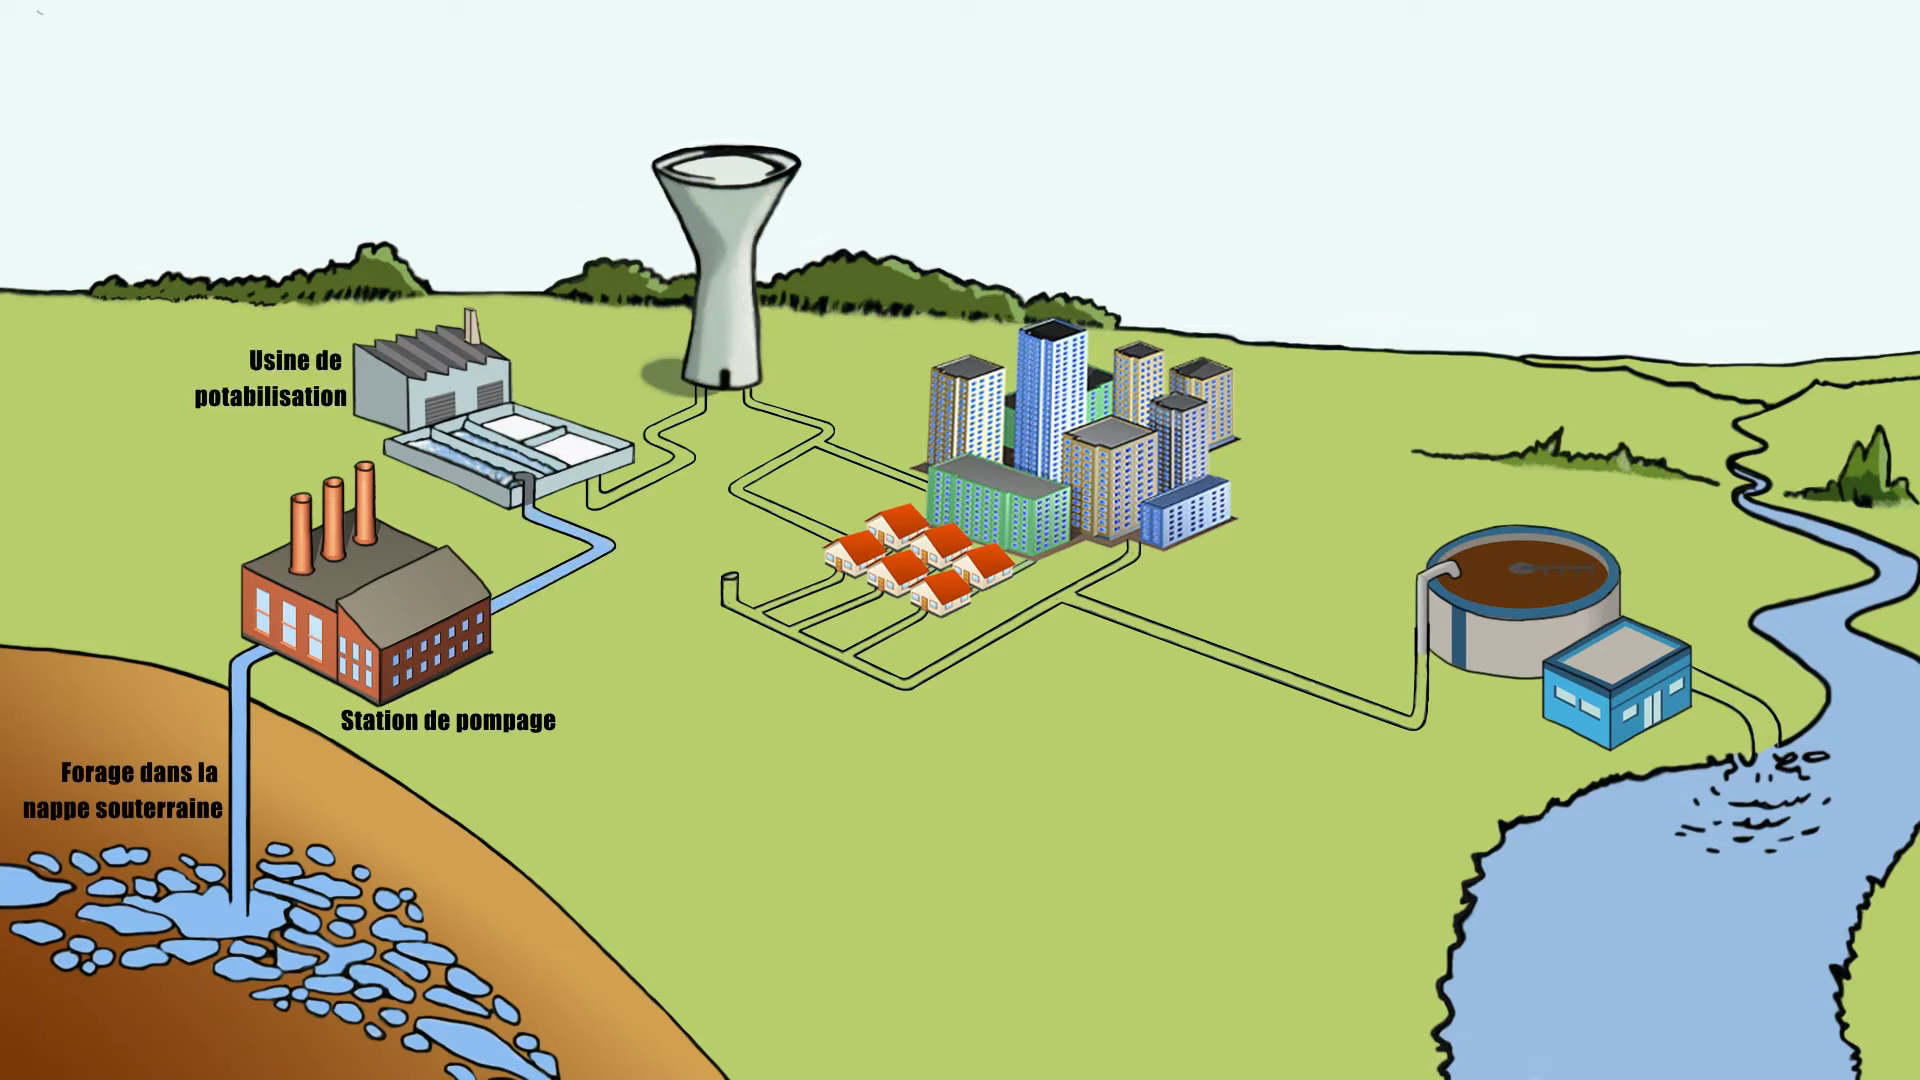 Usine de
potabilisation
Station de pompage
Forage dans la
nappe souterraine